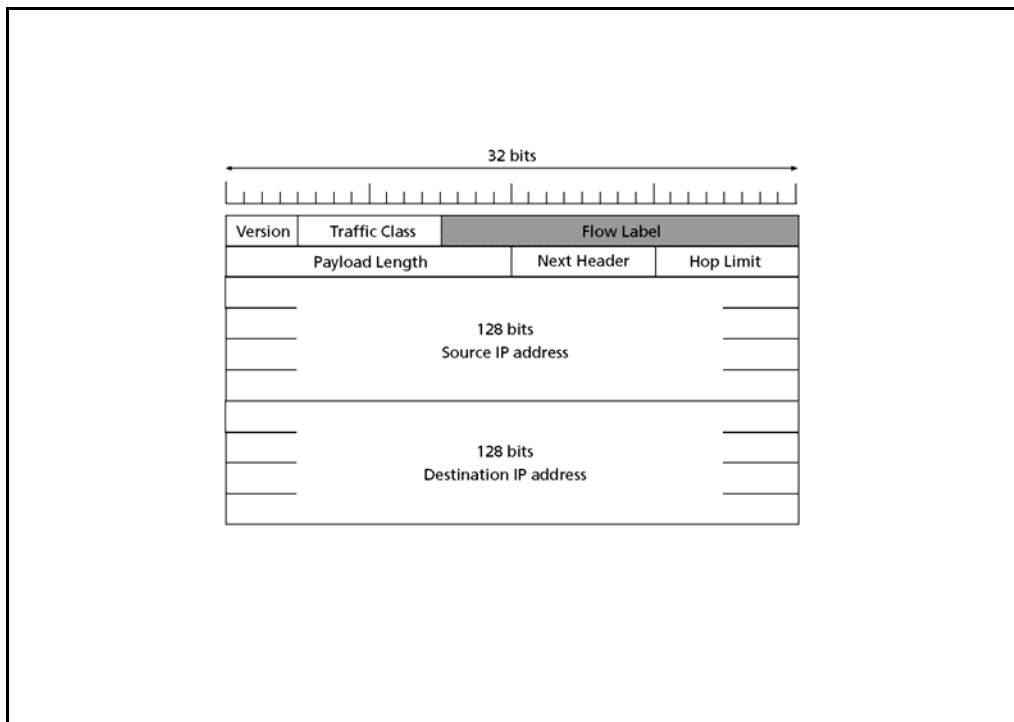 32 bits
Version Traffic Class Flow Label
Payload Length Next Header Hop Limit
128 bits
Source IP address
128 bits
Destination IP address